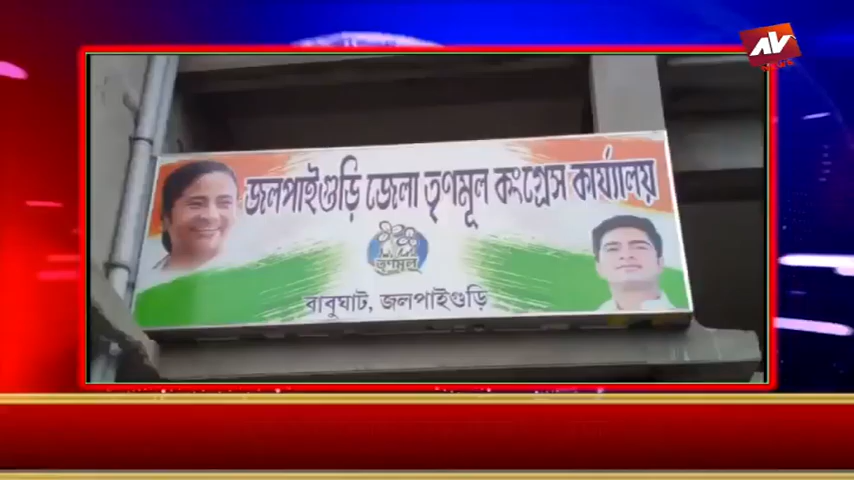 AV
জলপাইগুড়ি জেলা তৃণমূল কংগ্রেস কার্য্যালয়
তৃণমূল
বাবুঘাট, জলপাইগুড়ি